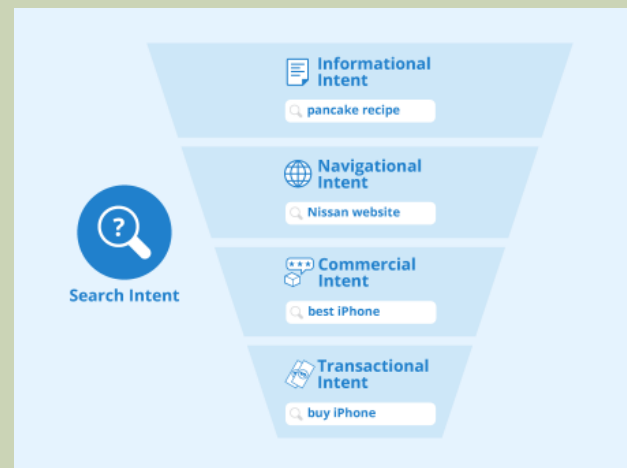 Informational
Intent
pancake recipe
Navigational
Intent
Nissan website
?
Search Intent
Commercial
Intent
best iPhone
Transactional
Intent
buy iPhone